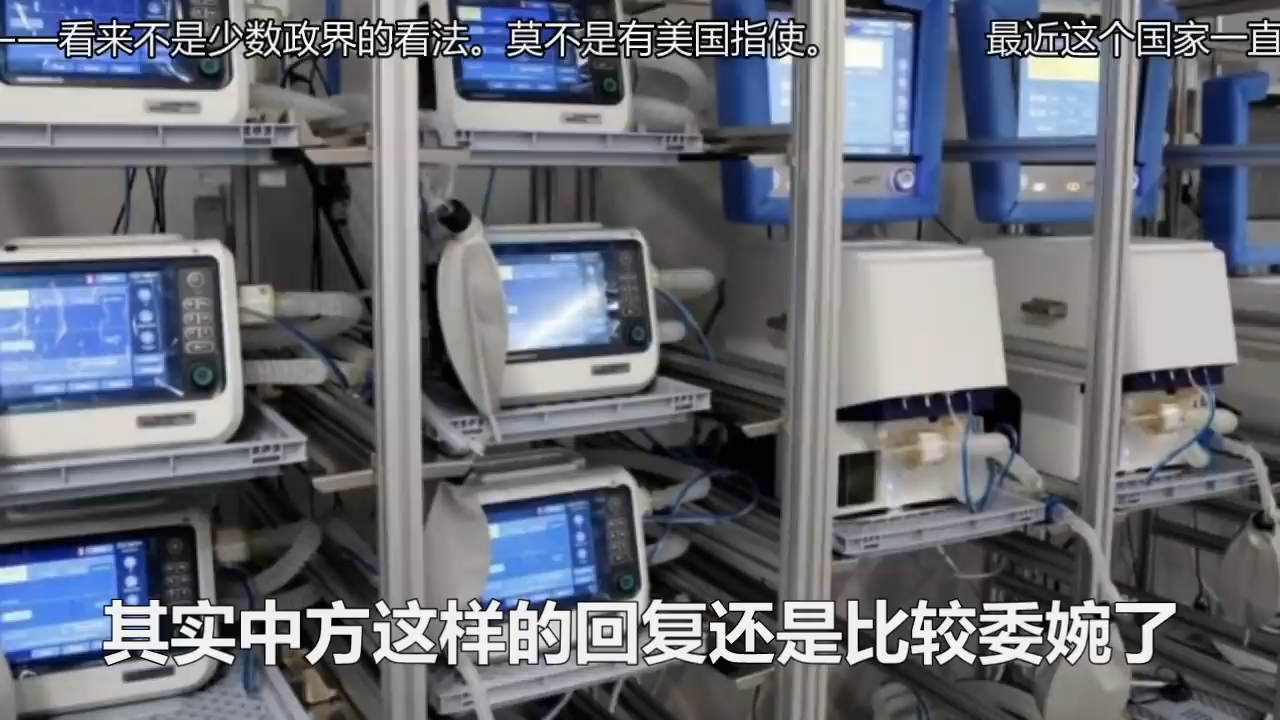 一看来不是少数政界的看法。莫不是有美国指使。 最近这个国家一直
其实中方这样的回复还是比较委婉了